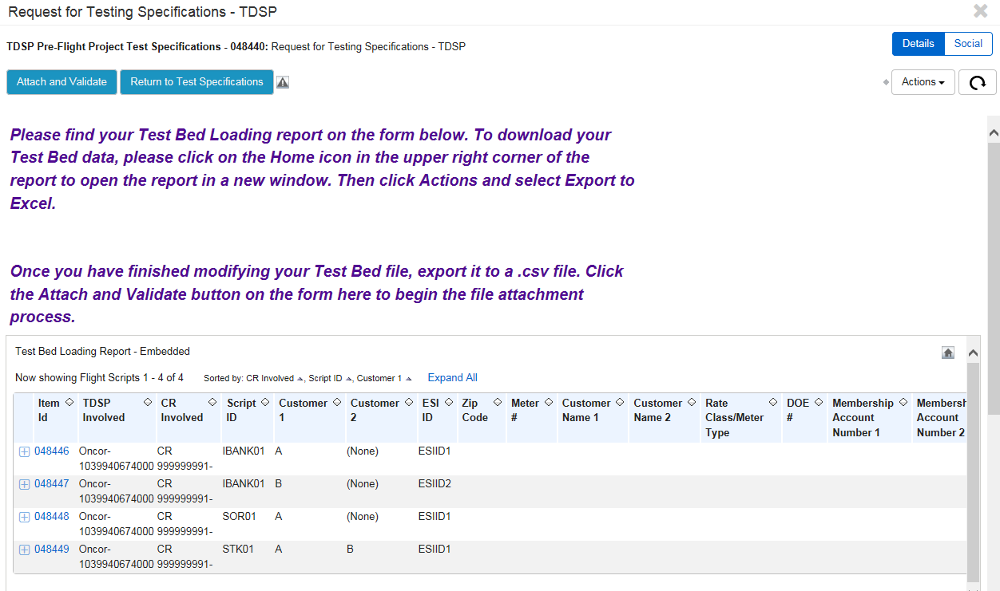 Request for Testing Specifications - TDSP
TDSP Pre-Flight Project Test Specifications - 048440: Request for Testing Specifications - TDSP
Details Social
Attach and Validate Return to Test Specifications
Actions
Please find your Test Bed Loading report on the form below. To download your
Test Bed data, please click on the Home icon in the upper right corner of the
report to open the report in a new window. Then click Actions and select Export to
Excel.
Once you have finished modifying your Test Bed file, export it to a .csv file. Click
the Attach and Validate button on the form here to begin the file attachment
process.
Test Bed Loading Report - Embedded
Now showing Flight Scripts 1 - 4 of 4 Sorted by: CR Involved , Script ID , Customer 1 Expand All
Item TDSP CR Script Customer Customer ESI Zip Meter Customer Customer Rate DOE Membership Membersh
Id Involved Involved ID 1 2 ID Code # Name 1 Name 2 Class/Meter # Account Account
Type Number 1 Number 2
048446 Oncor- CR IBANK01 A (None) ESIID1
1039940674000 999999991-
048447 Oncor- CR IBANK01 B (None) ESIID2
1039940674000 999999991-
048448 Oncor- CR SOR01 A (None) ESIID1
1039940674000 999999991-
048449 Oncor- CR STK01 A B ESIID1
1039940674000 999999991-